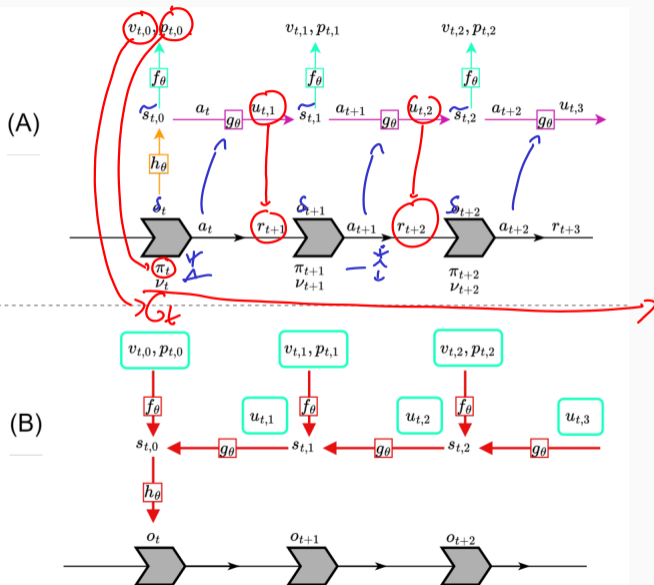 v_{t,0}, p_{t,0} v_{t,1}, p_{t,1} v_{t,2}, p_{t,2}
f_θ f_θ f_θ
(A) s̃_{t,0} a_t g_θ u_{t,1} s̃_{t,1} a_{t+1} g_θ u_{t,2} s̃_{t,2} a_{t+2} g_θ u_{t,3}
h_θ
s_t s_{t+1} s_{t+2}
a_t r_{t+1} a_{t+1} r_{t+2} a_{t+2} r_{t+3}
π_t π_{t+1} π_{t+2}
ν_t ν_{t+1} ν_{t+2}
G_t
v_{t,0}, p_{t,0} v_{t,1}, p_{t,1} v_{t,2}, p_{t,2}
f_θ u_{t,1} f_θ u_{t,2} f_θ u_{t,3}
(B) s_{t,0} g_θ s_{t,1} g_θ s_{t,2} g_θ
h_θ
o_t o_{t+1} o_{t+2}